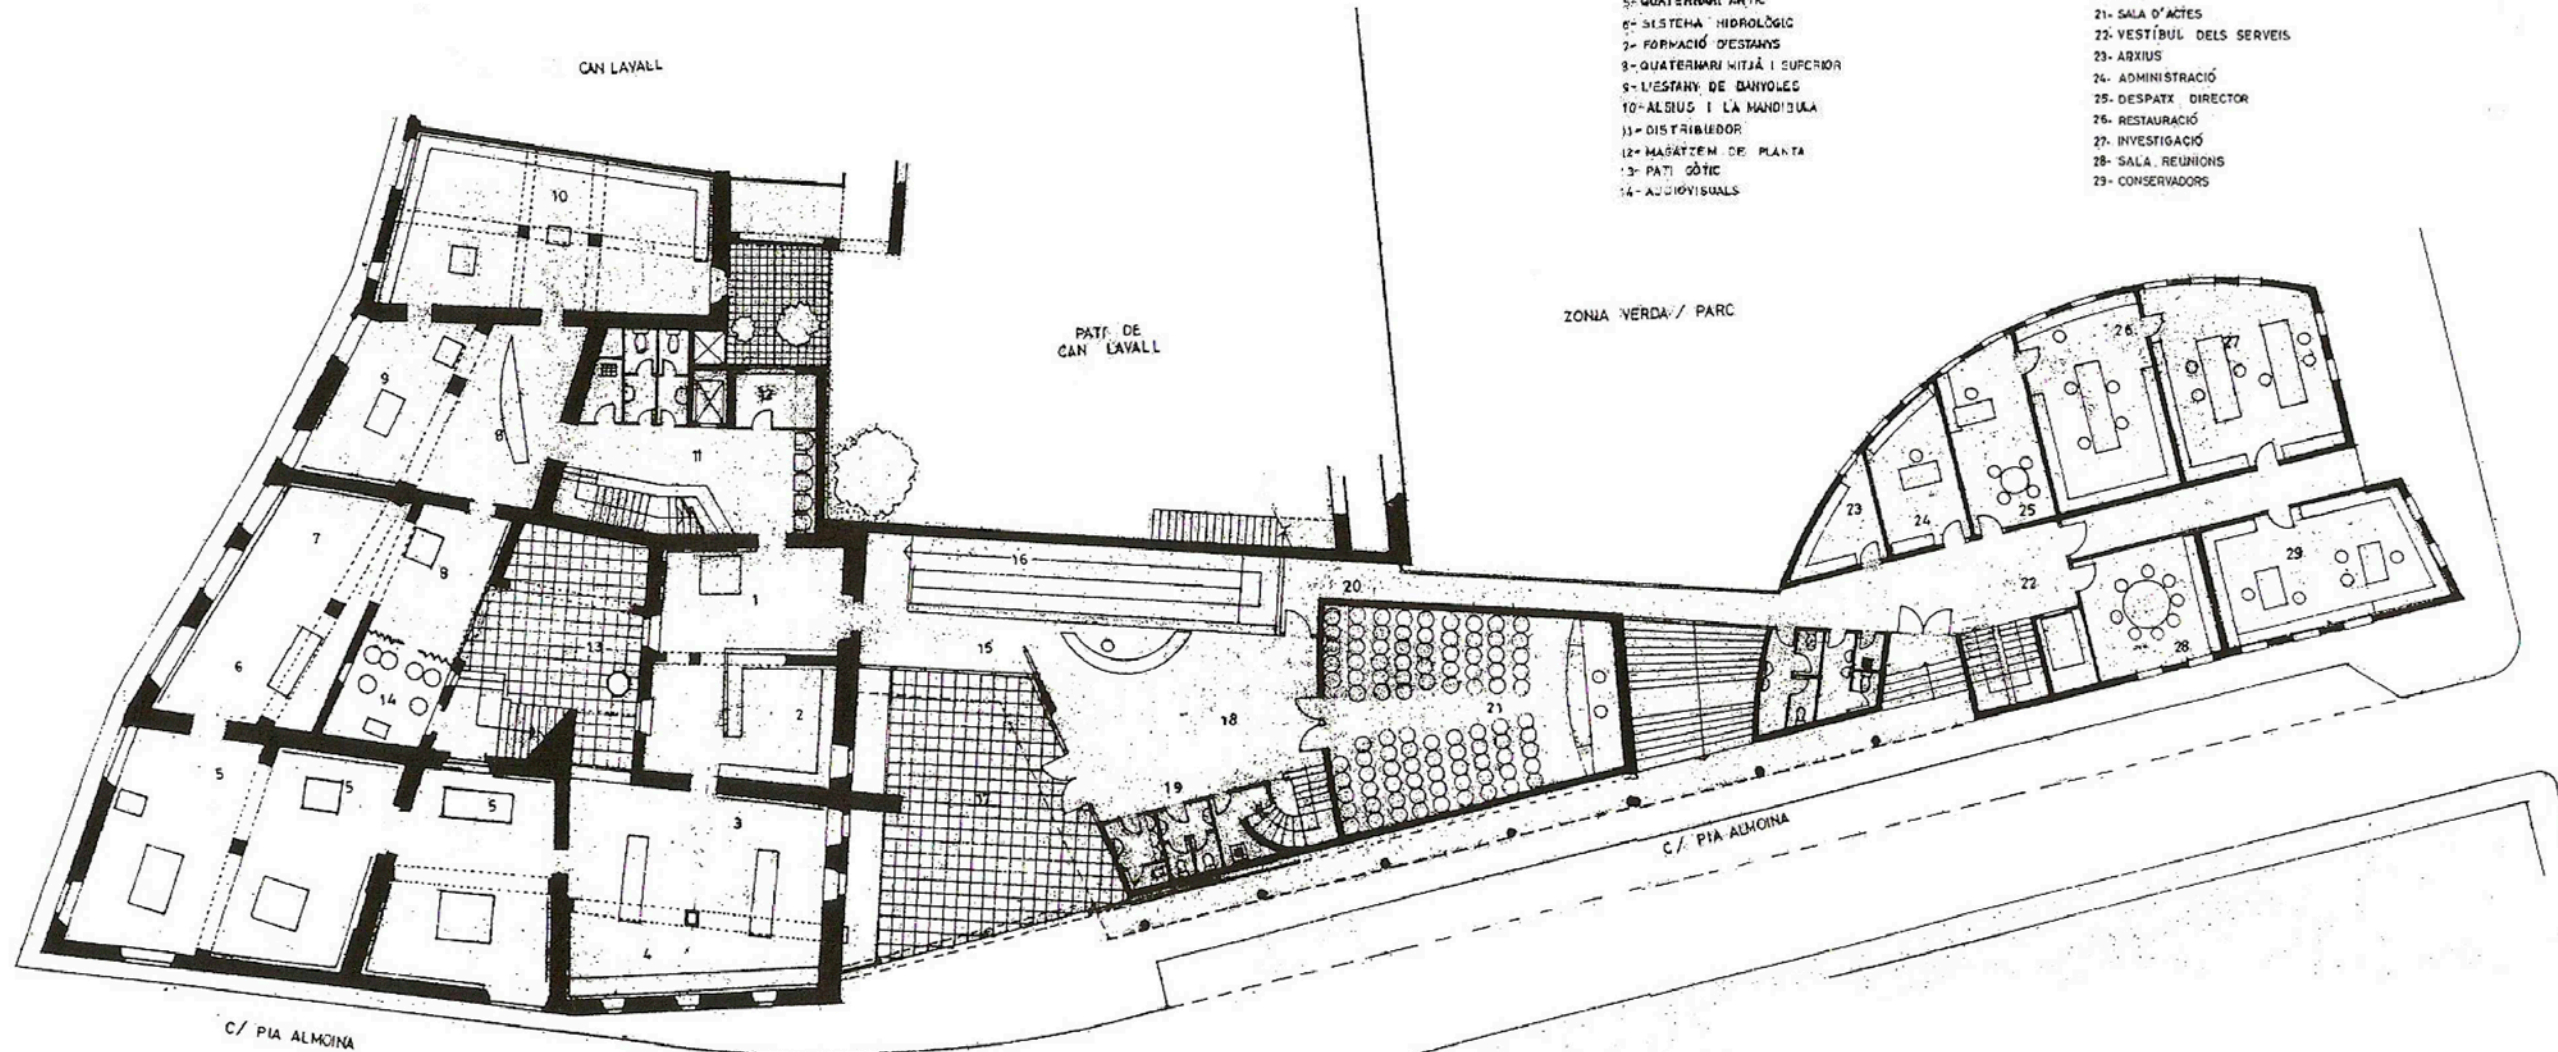 5- QUATERNARI ANTIC
6- SISTEMA HIDROLÒGIC
7- FORMACIÓ D'ESTANYS
8- QUATERNARI MITJÀ I SUPERIOR
9- L'ESTANY DE BANYOLES
10- ALSIUS I LA MANDIBULA
11- DISTRIBUIDOR
12- MAGATZEM DE PLANTA
13- PATI GÒTIC
14- AUDIOVISUALS
21- SALA D'ACTES
22- VESTÍBUL DELS SERVEIS
23- ARXIUS
24- ADMINISTRACIÓ
25- DESPATX DIRECTOR
26- RESTAURACIÓ
27- INVESTIGACIÓ
28- SALA REUNIONS
29- CONSERVADORS
CAN LAVALL
PATI DE
CAN LAVALL
ZONIA VERDA / PARC
10
9
8
12
11
7
8
6
14
13
1
2
5
5
5
3
4
15
16
17
18
19
20
21
22
23
24
25
26
27
28
29
C/ PIA ALMOINA
C/ PIA ALMOINA